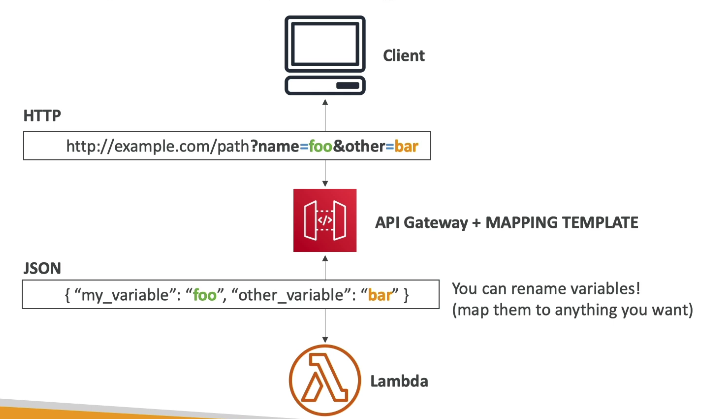 Client
HTTP
http://example.com/path?name=foo&other=bar
</>
API Gateway + MAPPING TEMPLATE
JSON
{ “my_variable”: “foo”, “other_variable”: “bar” }
You can rename variables!
(map them to anything you want)
Lambda